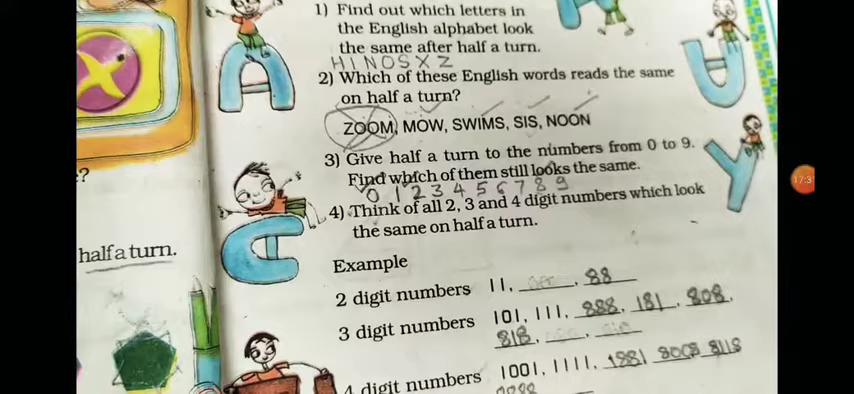 1) Find out which letters in
the English alphabet look
the same after half a turn.
H I N O S X Z
2) Which of these English words reads the same
on half a turn?
ZOOM, MOW, SWIMS, SIS, NOON
3) Give half a turn to the numbers from 0 to 9.
Find which of them still looks the same.
0 1 2 3 4 5 6 7 8 9
4) Think of all 2, 3 and 4 digit numbers which look
the same on half a turn.
?
half a turn.
Example
2 digit numbers 11, 88
3 digit numbers 101, 111, 888, 181, 808,
818,
4 digit numbers 1001, 1111, 1881 8008 8118
17:3